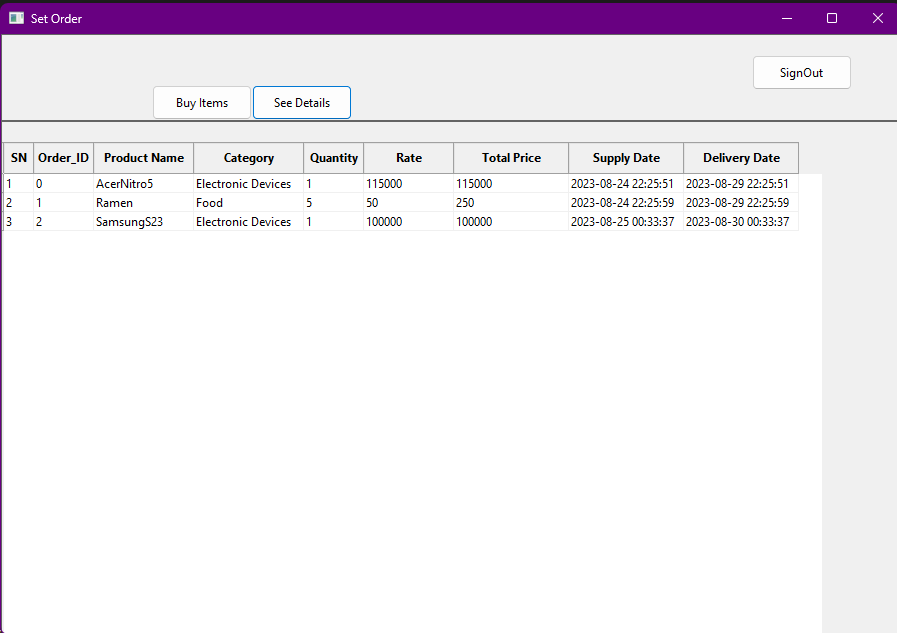 Set Order
SignOut
Buy Items See Details
SN Order_ID Product Name Category Quantity Rate Total Price Supply Date Delivery Date
1 0 AcerNitro5 Electronic Devices 1 115000 115000 2023-08-24 22:25:51 2023-08-29 22:25:51
2 1 Ramen Food 5 50 250 2023-08-24 22:25:59 2023-08-29 22:25:59
3 2 SamsungS23 Electronic Devices 1 100000 100000 2023-08-25 00:33:37 2023-08-30 00:33:37